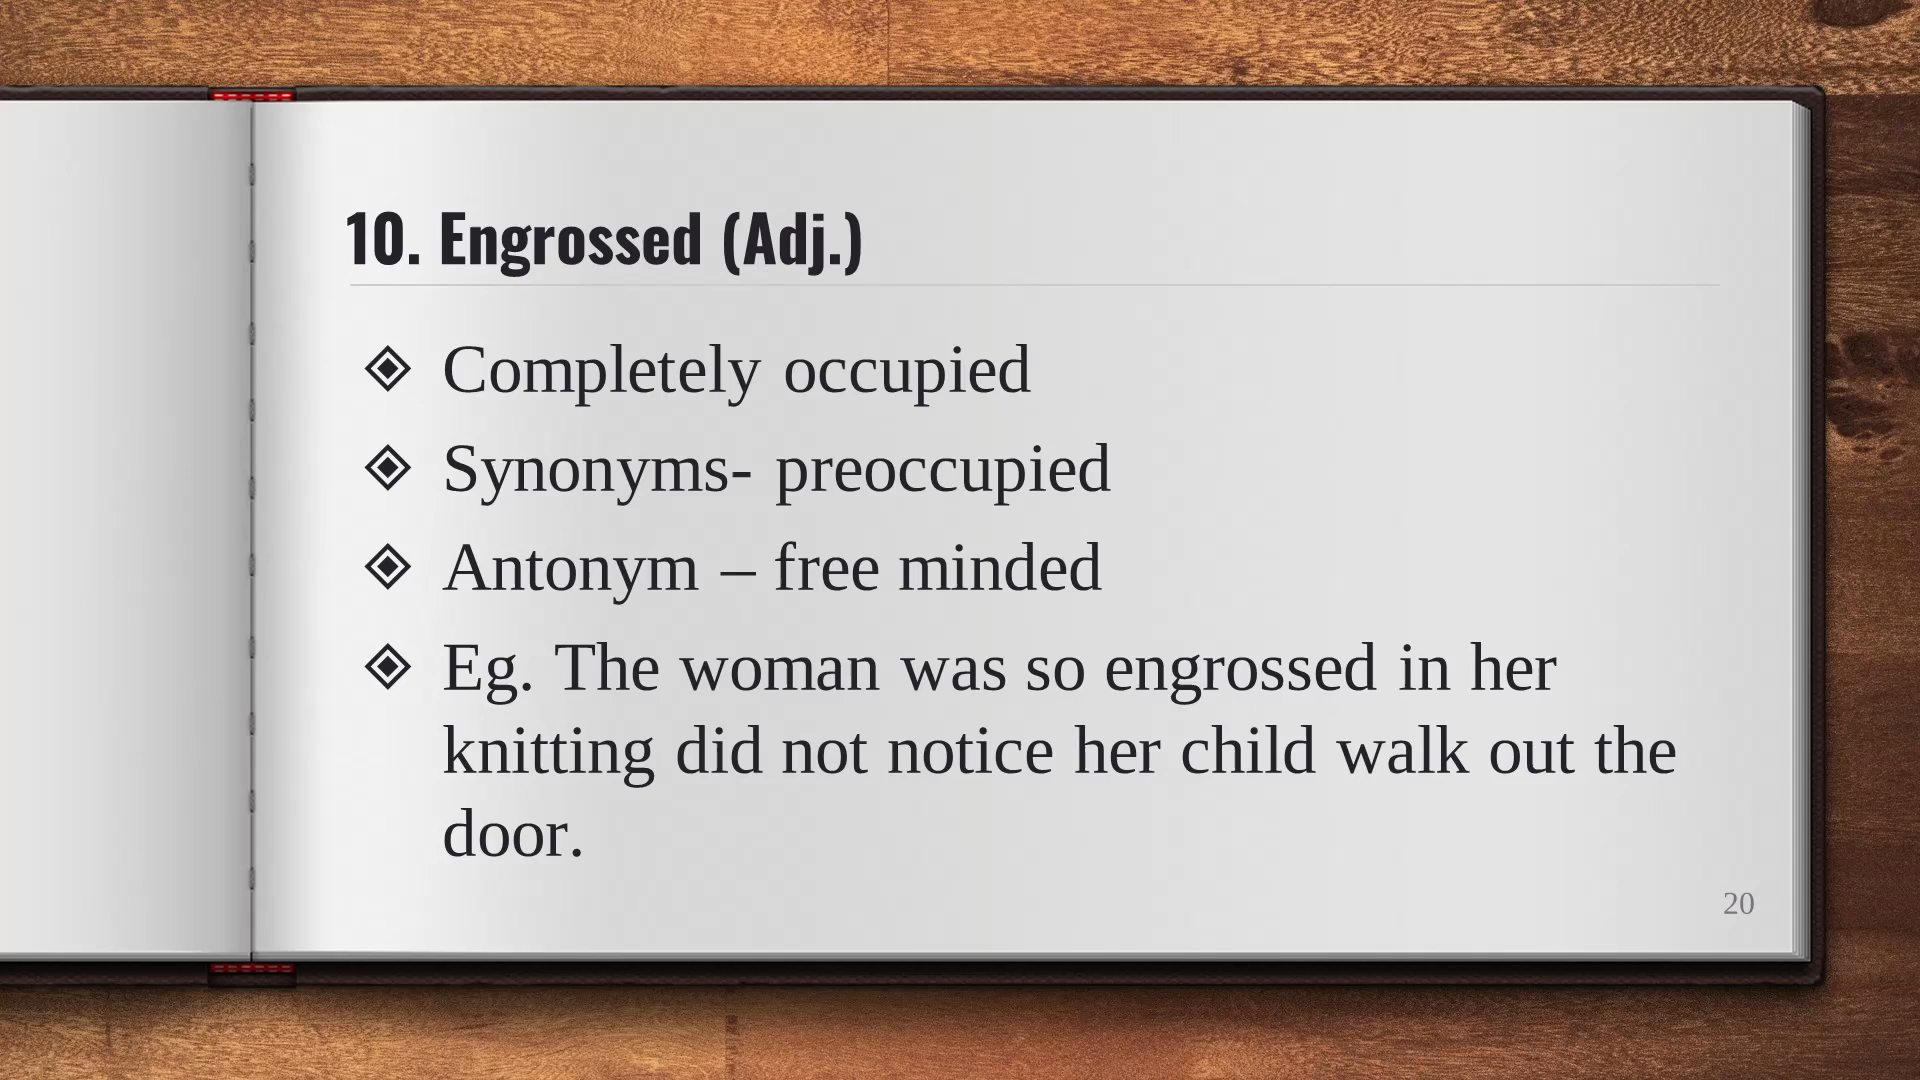 10. Engrossed (Adj.)
Completely occupied
Synonyms- preoccupied
Antonym – free minded
Eg. The woman was so engrossed in her
knitting did not notice her child walk out the
door.
20